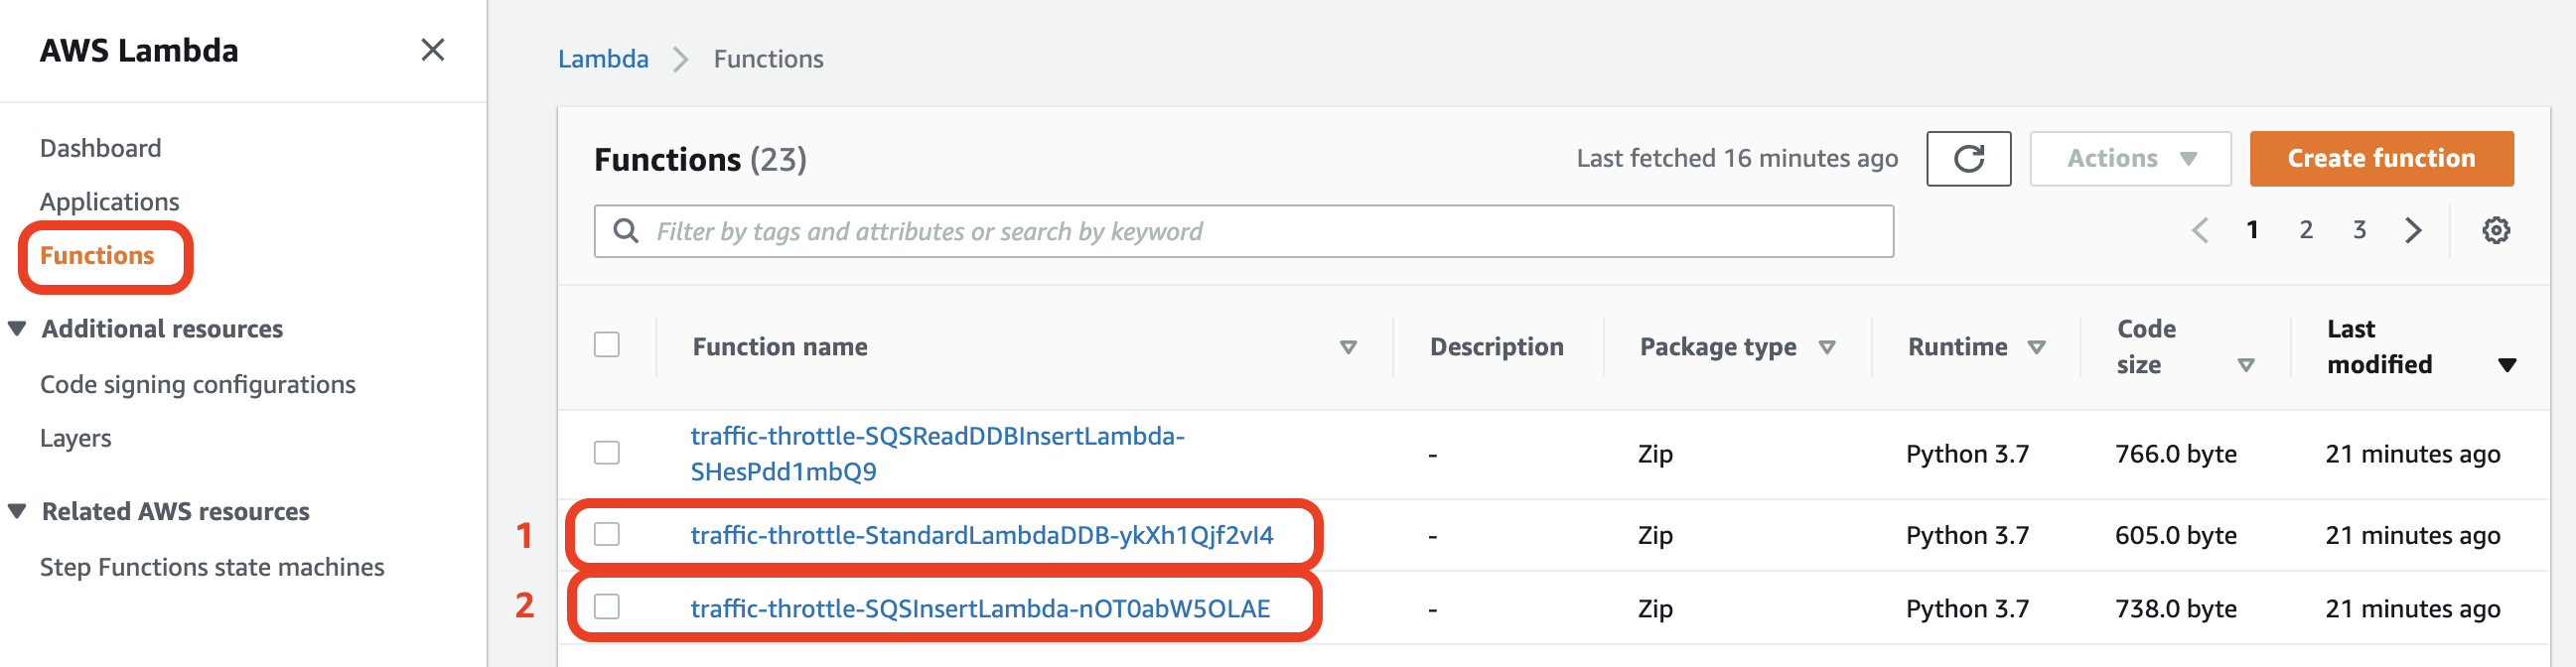 AWS Lambda
Dashboard
Applications
Functions
Additional resources
Code signing configurations
Layers
Related AWS resources
Step Functions state machines
Lambda > Functions
Functions (23)
Last fetched 16 minutes ago
Actions
Create function
Filter by tags and attributes or search by keyword
1 2 3
Function name Description Package type Runtime Code size Last modified
traffic-throttle-SQSReadDDBInsertLambda-
SHesPdd1mbQ9 - Zip Python 3.7 766.0 byte 21 minutes ago
1 traffic-throttle-StandardLambdaDDB-ykXh1Qjf2vI4 - Zip Python 3.7 605.0 byte 21 minutes ago
2 traffic-throttle-SQSInsertLambda-nOT0abW5OLAE - Zip Python 3.7 738.0 byte 21 minutes ago